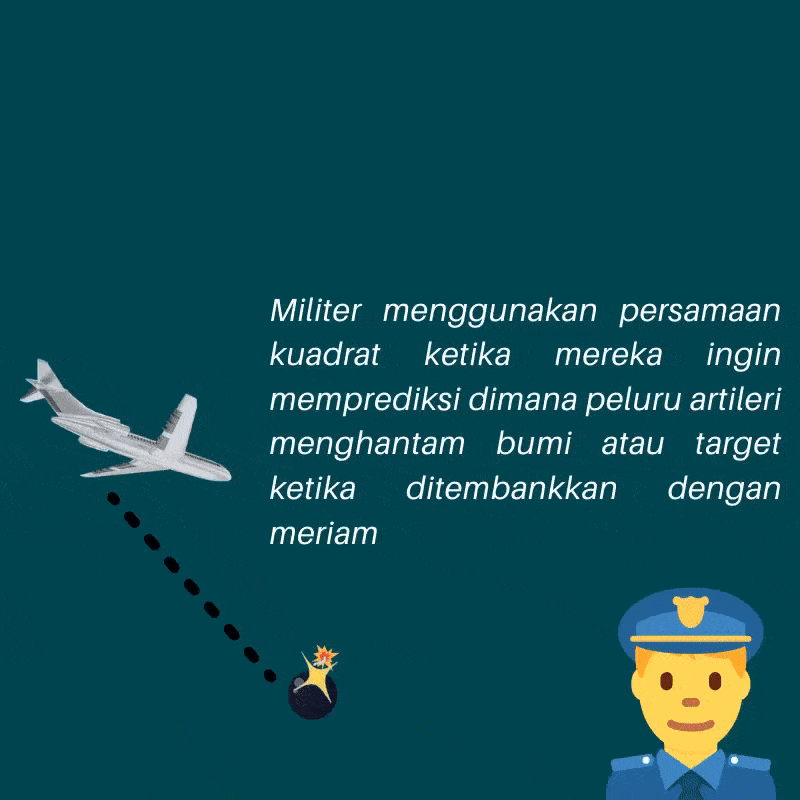 Militer menggunakan persamaan
kuadrat ketika mereka ingin
memprediksi dimana peluru artileri
menghantam bumi atau target
ketika ditembankkan dengan
meriam